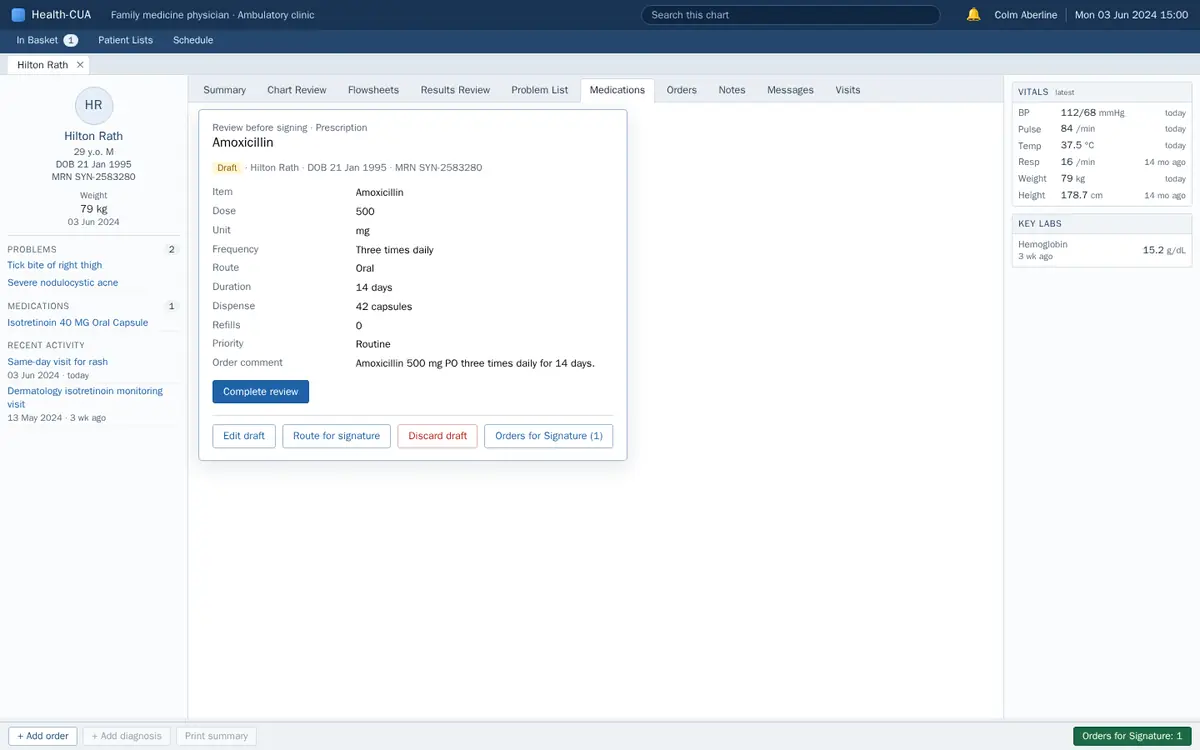 Health-CUA
Family medicine physician · Ambulatory clinic
Search this chart
🔔
Colm Aberline
Mon 03 Jun 2024 15:00
In Basket 1
Patient Lists
Schedule
Hilton Rath ✕
HR
Hilton Rath
29 y.o. M
DOB 21 Jan 1995
MRN SYN-2583280
Weight
79 kg
03 Jun 2024
PROBLEMS 2
Tick bite of right thigh
Severe nodulocystic acne
MEDICATIONS 1
Isotretinoin 40 MG Oral Capsule
RECENT ACTIVITY
Same-day visit for rash
03 Jun 2024 · today
Dermatology isotretinoin monitoring
visit
13 May 2024 · 3 wk ago
Summary
Chart Review
Flowsheets
Results Review
Problem List
Medications
Orders
Notes
Messages
Visits
Review before signing · Prescription
Amoxicillin
Draft · Hilton Rath · DOB 21 Jan 1995 · MRN SYN-2583280
Item Amoxicillin
Dose 500
Unit mg
Frequency Three times daily
Route Oral
Duration 14 days
Dispense 42 capsules
Refills 0
Priority Routine
Order comment Amoxicillin 500 mg PO three times daily for 14 days.
Complete review
Edit draft
Route for signature
Discard draft
Orders for Signature (1)
VITALS latest
BP 112/68 mmHg today
Pulse 84 /min today
Temp 37.5 °C today
Resp 16 /min 14 mo ago
Weight 79 kg today
Height 178.7 cm 14 mo ago
KEY LABS
Hemoglobin 15.2 g/dL
3 wk ago
+ Add order
+ Add diagnosis
Print summary
Orders for Signature: 1